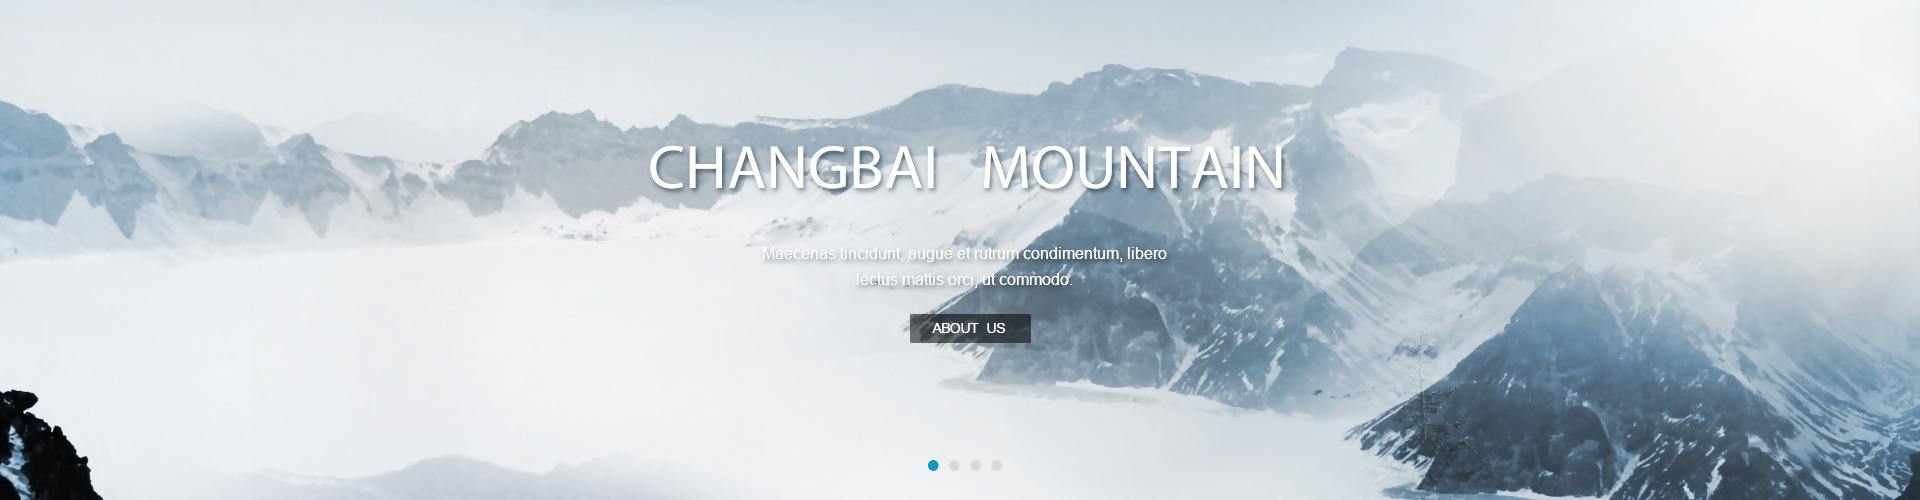 CHANGBAI MOUNTAIN
Maecenas tincidunt, augue et rutrum condimentum, libero
lectus mattis orci, ut commodo.
ABOUT US